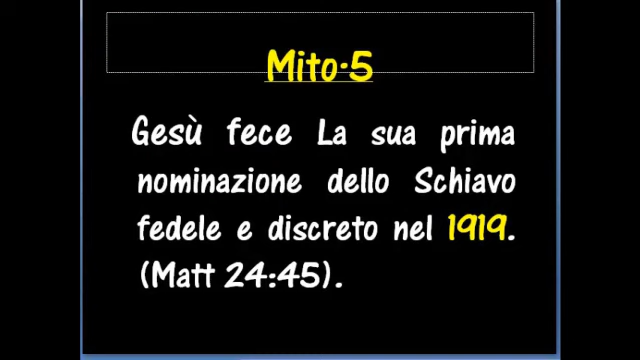 Mito·5
Gesù fece La sua prima
nominazione dello Schiavo
fedele e discreto nel 1919.
(Matt 24:45).